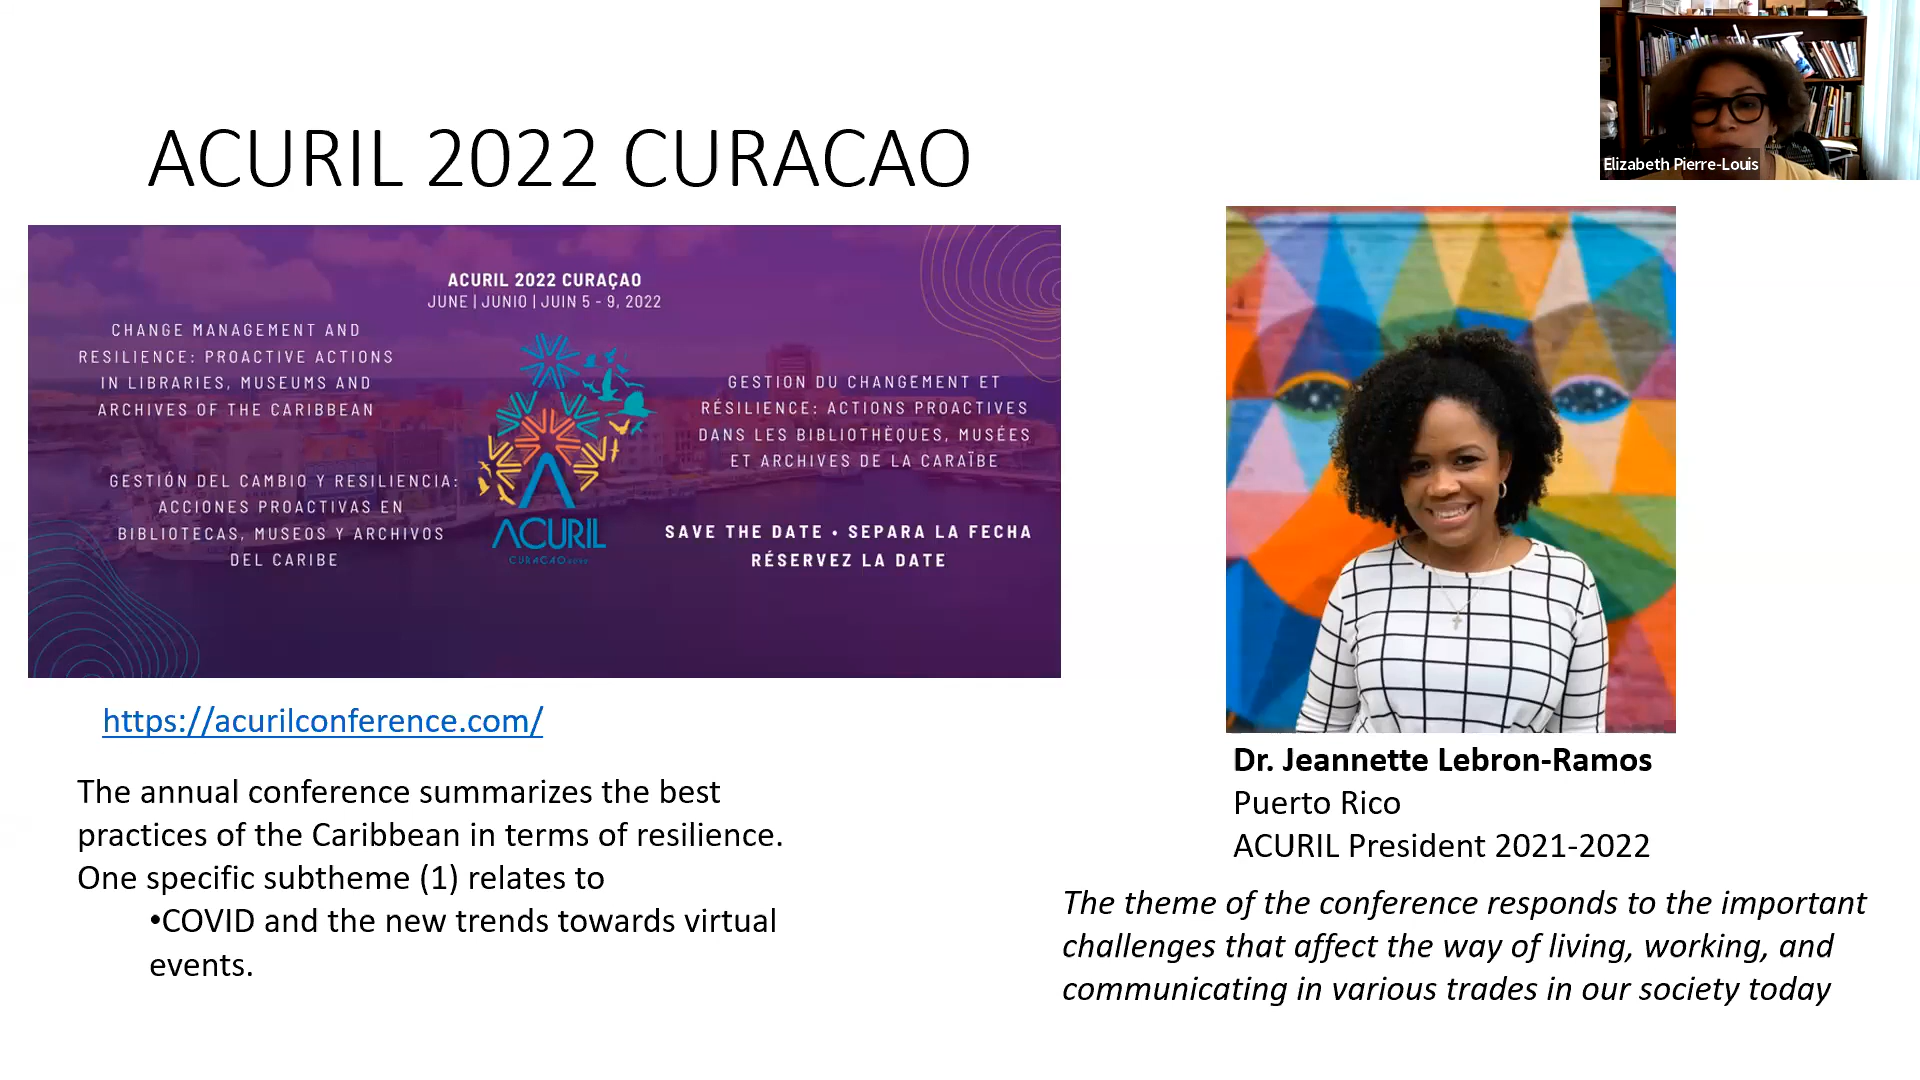 Elizabeth Pierre-Louis
ACURIL 2022 CURACAO
ACURIL 2022 CURAÇAO
JUNE | JUNIO | JUIN 5 - 9, 2022
CHANGE MANAGEMENT AND
RESILIENCE: PROACTIVE ACTIONS
IN LIBRARIES, MUSEUMS AND
ARCHIVES OF THE CARIBBEAN
GESTIÓN DEL CAMBIO Y RESILIENCIA:
ACCIONES PROACTIVAS EN
BIBLIOTECAS, MUSEOS Y ARCHIVOS
DEL CARIBE
ACURIL
CURACAO 2022
GESTION DU CHANGEMENT ET
RÉSILIENCE: ACTIONS PROACTIVES
DANS LES BIBLIOTHÈQUES, MUSÉES
ET ARCHIVES DE LA CARAÏBE
SAVE THE DATE • SEPARA LA FECHA
RÉSERVEZ LA DATE
https://acurilconference.com/
The annual conference summarizes the best
practices of the Caribbean in terms of resilience.
One specific subtheme (1) relates to
•COVID and the new trends towards virtual
events.
Dr. Jeannette Lebron-Ramos
Puerto Rico
ACURIL President 2021-2022
The theme of the conference responds to the important
challenges that affect the way of living, working, and
communicating in various trades in our society today